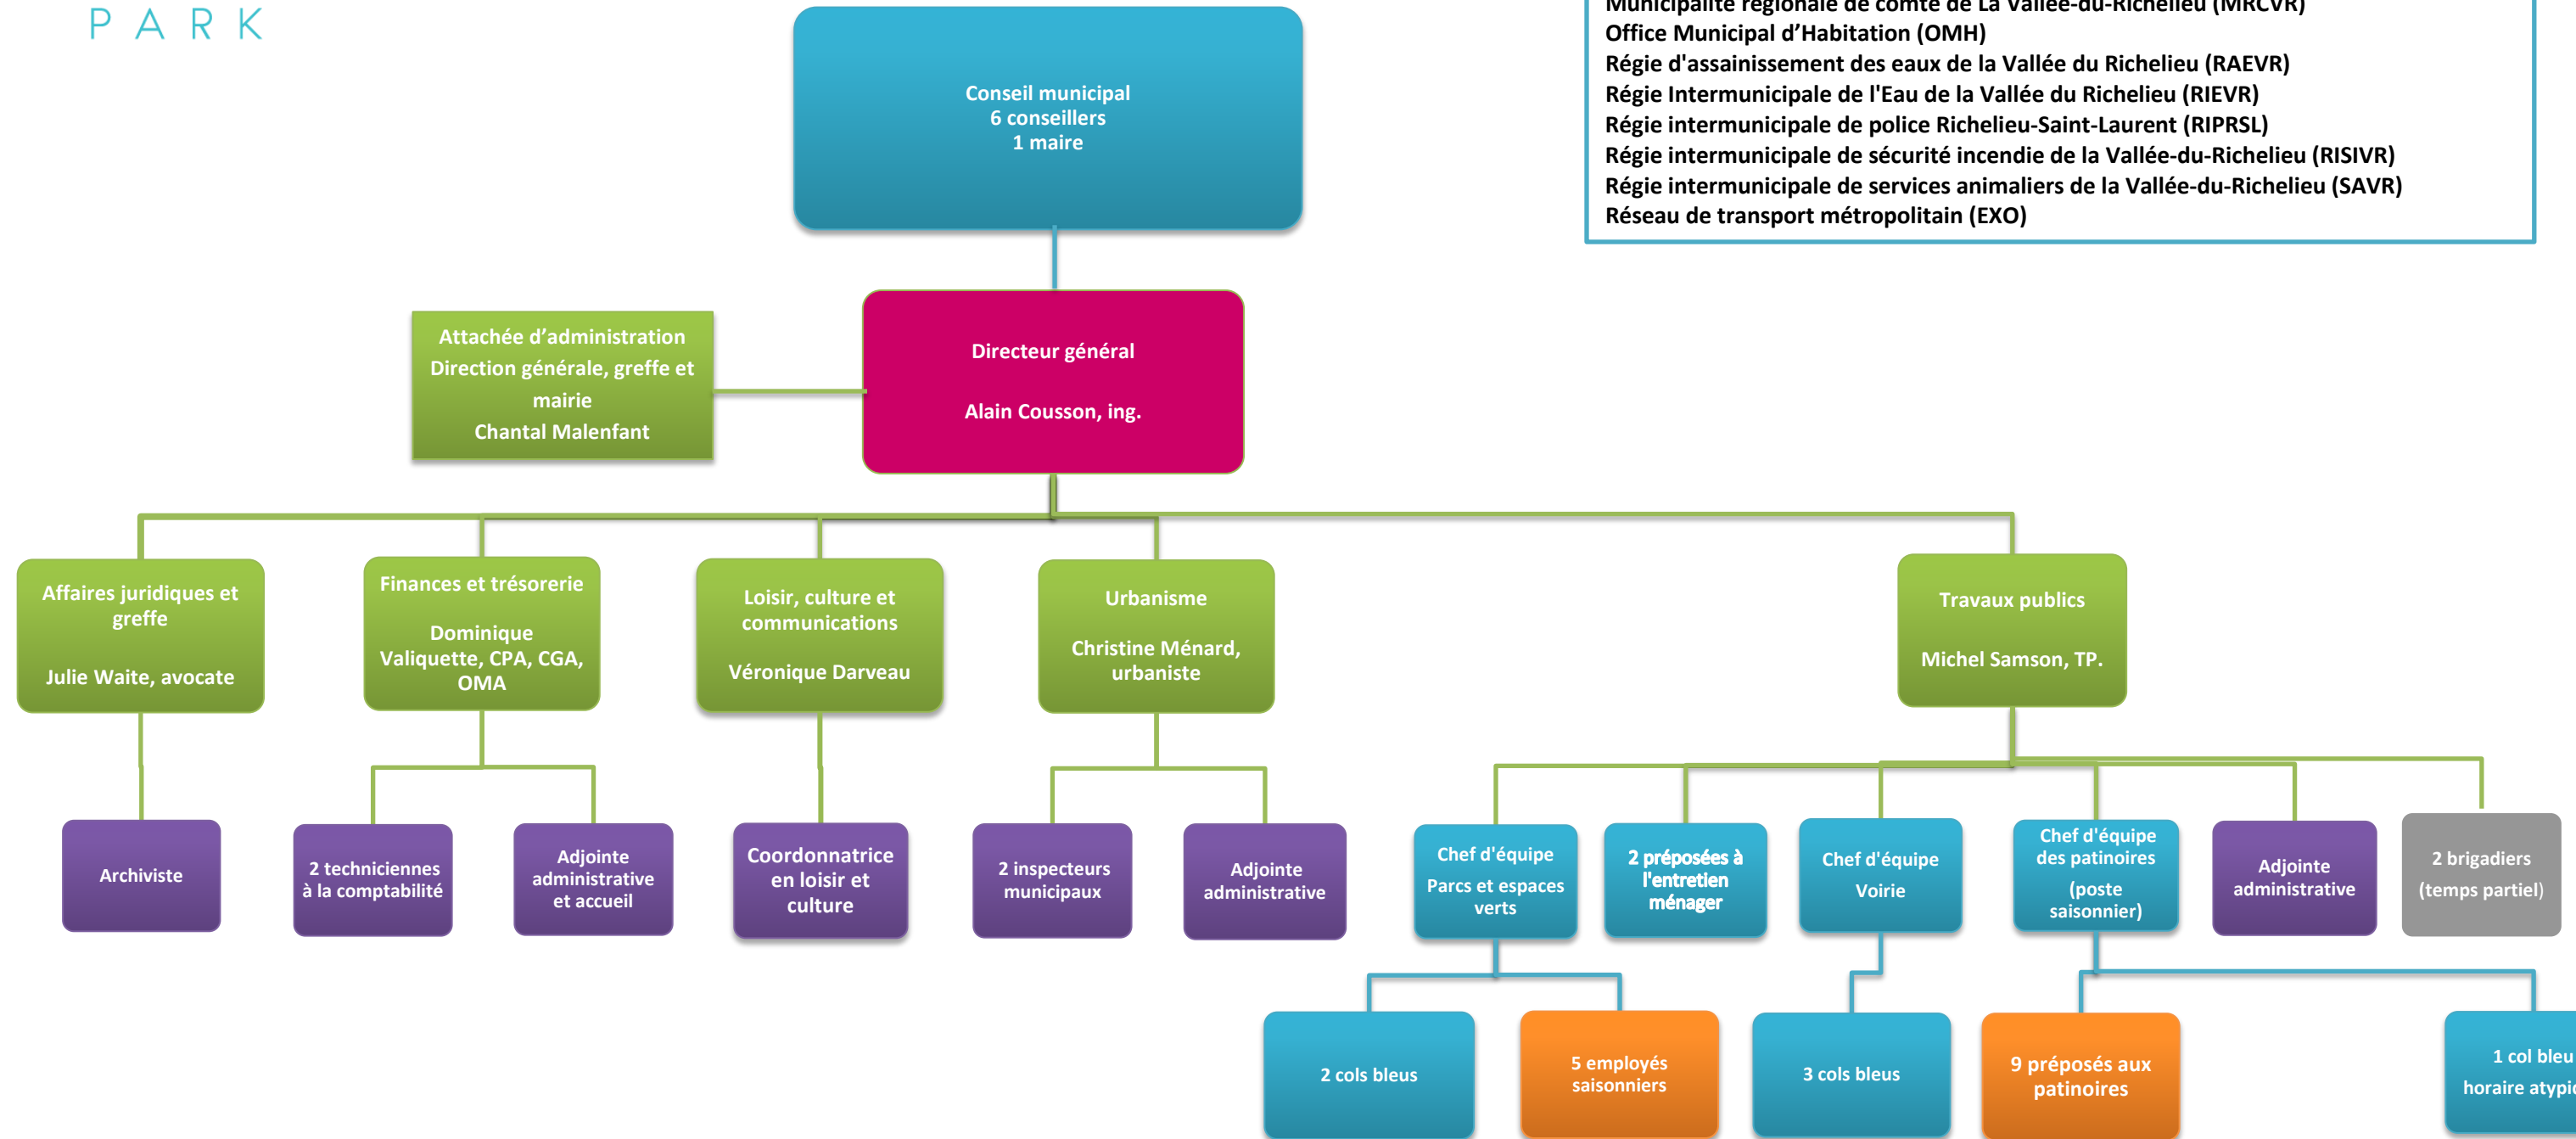 PARK
Municipalité régionale de comté de La Vallée-du-Richelieu (MRCVR)
Office Municipal d’Habitation (OMH)
Régie d'assainissement des eaux de la Vallée du Richelieu (RAEVR)
Régie Intermunicipale de l'Eau de la Vallée du Richelieu (RIEVR)
Régie intermunicipale de police Richelieu-Saint-Laurent (RIPRSL)
Régie intermunicipale de sécurité incendie de la Vallée-du-Richelieu (RISIVR)
Régie intermunicipale de services animaliers de la Vallée-du-Richelieu (SAVR)
Réseau de transport métropolitain (EXO)
Conseil municipal
6 conseillers
1 maire
Attachée d’administration
Direction générale, greffe et
mairie
Chantal Malenfant
Directeur général
Alain Cousson, ing.
Affaires juridiques et
greffe
Julie Waite, avocate
Finances et trésorerie
Dominique
Valiquette, CPA, CGA,
OMA
Loisir, culture et
communications
Véronique Darveau
Urbanisme
Christine Ménard,
urbaniste
Travaux publics
Michel Samson, TP.
Archiviste
2 techniciennes
à la comptabilité
Adjointe
administrative
et accueil
Coordonnatrice
en loisir et
culture
2 inspecteurs
municipaux
Adjointe
administrative
Chef d'équipe
Parcs et espaces
verts
2 préposées à
l'entretien
ménager
Chef d'équipe
Voirie
Chef d'équipe
des patinoires
(poste
saisonnier)
Adjointe
administrative
2 brigadiers
(temps partiel)
2 cols bleus
5 employés
saisonniers
3 cols bleus
9 préposés aux
patinoires
1 col bleu
horaire